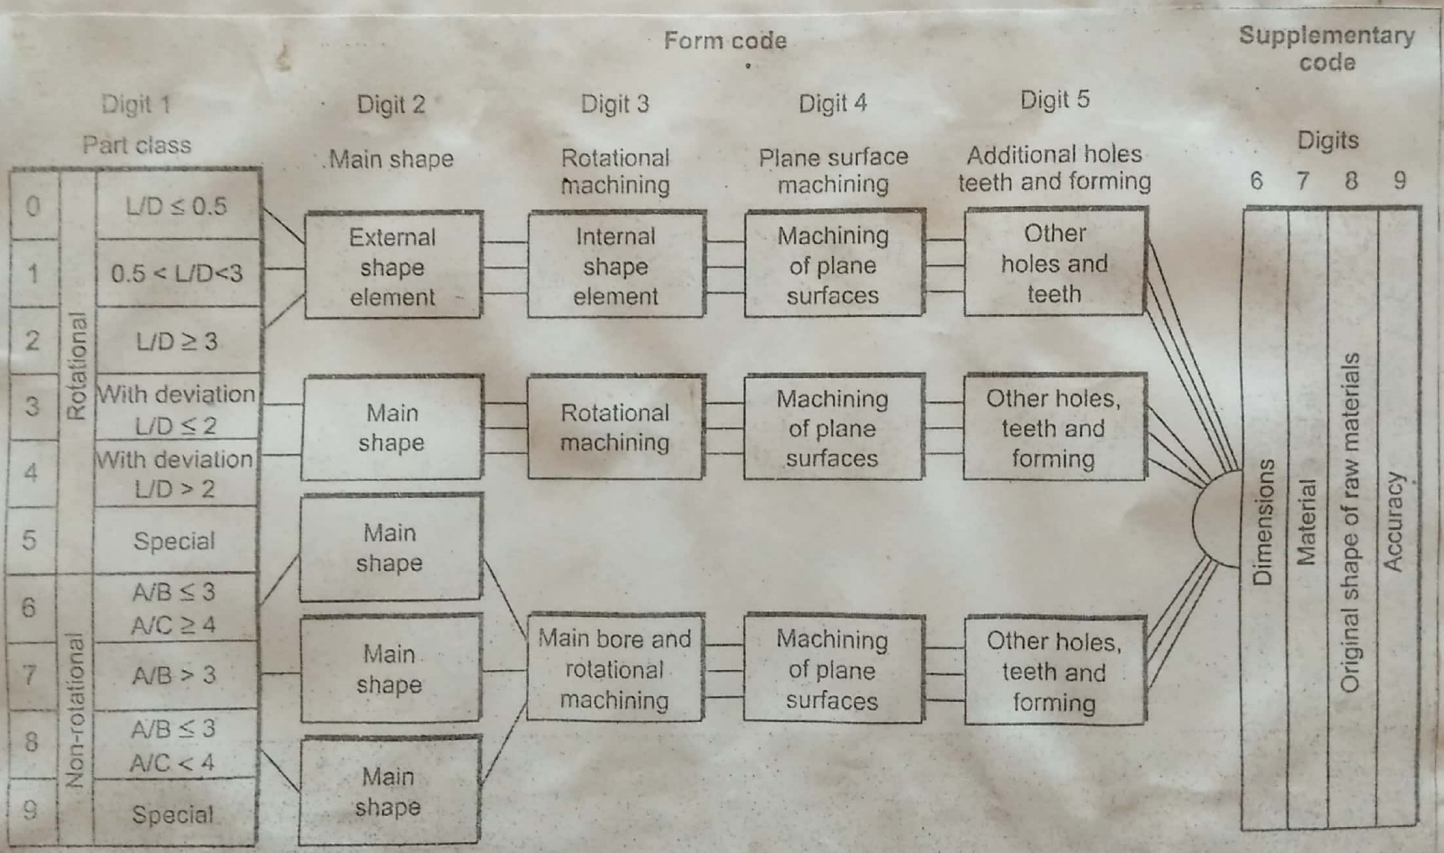 Form code
Supplementary
code
Digit 1
Digit 2
Digit 3
Digit 4
Digit 5
Part class
Main shape
Rotational
machining
Plane surface
machining
Additional holes
teeth and forming
Digits
6 7 8 9
0
L/D ≤ 0.5
1
0.5 < L/D<3
2
L/D ≥ 3
3
With deviation
L/D ≤ 2
4
With deviation
L/D > 2
5
Special
6
A/B ≤ 3
A/C ≥ 4
7
A/B > 3
8
A/B ≤ 3
A/C < 4
9
Special
Rotational
Non-rotational
External
shape
element
Internal
shape
element
Machining
of plane
surfaces
Other
holes and
teeth
Main
shape
Rotational
machining
Machining
of plane
surfaces
Other holes,
teeth and
forming
Main
shape
Main
shape
Main
shape
Main bore and
rotational
machining
Machining
of plane
surfaces
Other holes,
teeth and
forming
Dimensions
Material
Original shape of raw materials
Accuracy